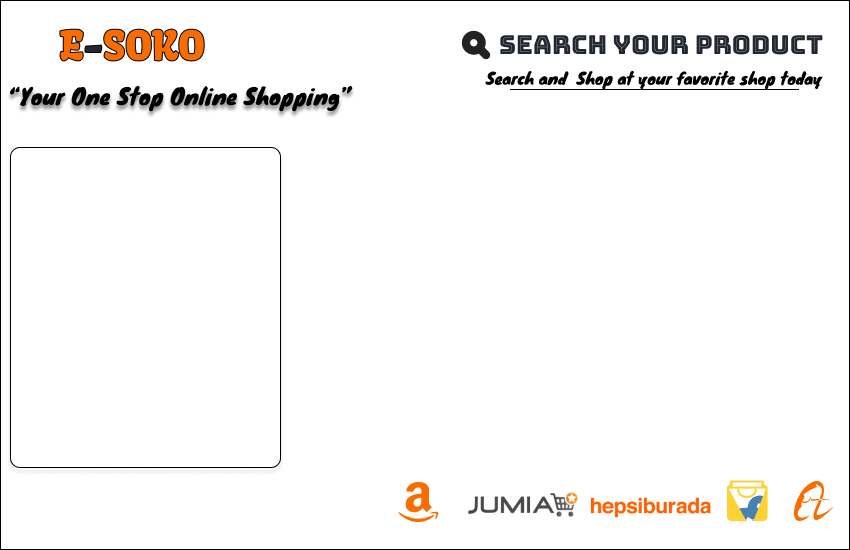 E-SOKO
“Your One Stop Online Shopping”
SEARCH YOUR PRODUCT
Search and Shop at your favorite shop today
a
JUMIA
hepsiburada